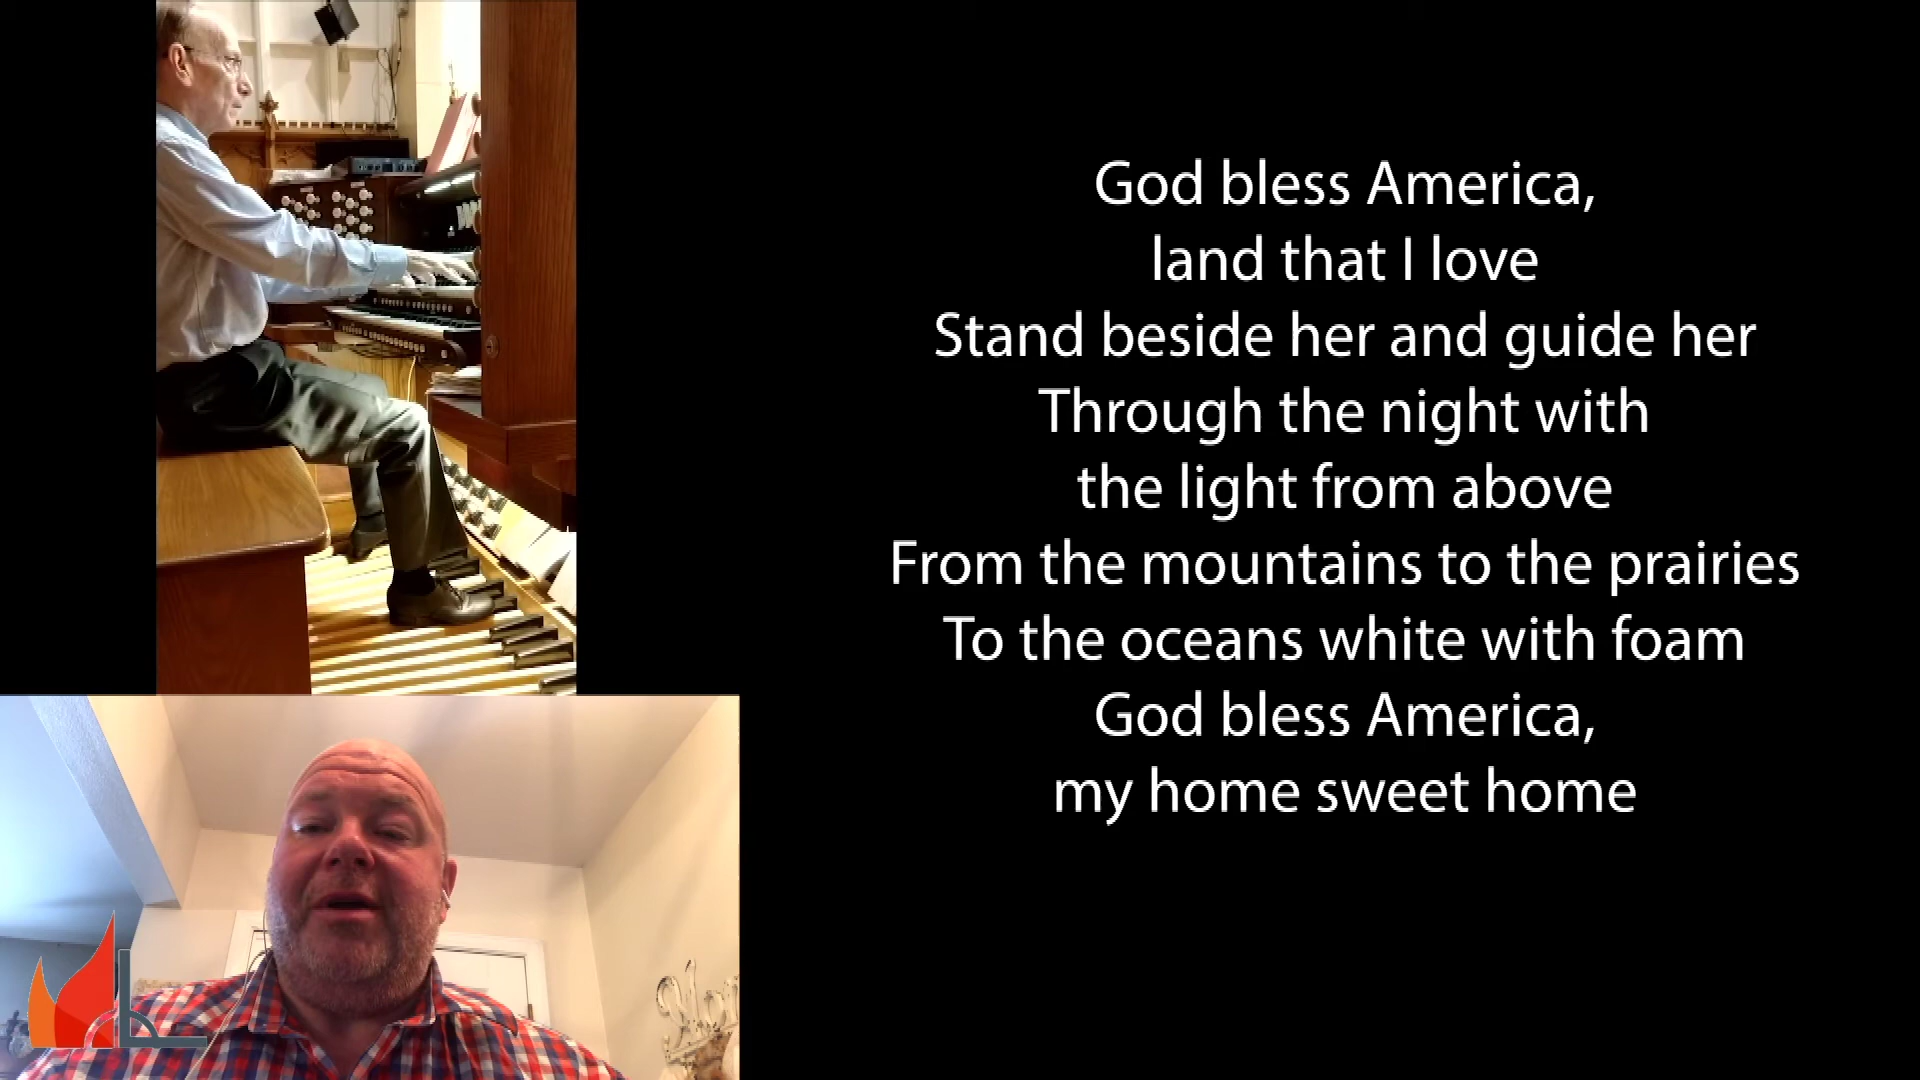 God bless America,
land that I love
Stand beside her and guide her
Through the night with
the light from above
From the mountains to the prairies
To the oceans white with foam
God bless America,
my home sweet home